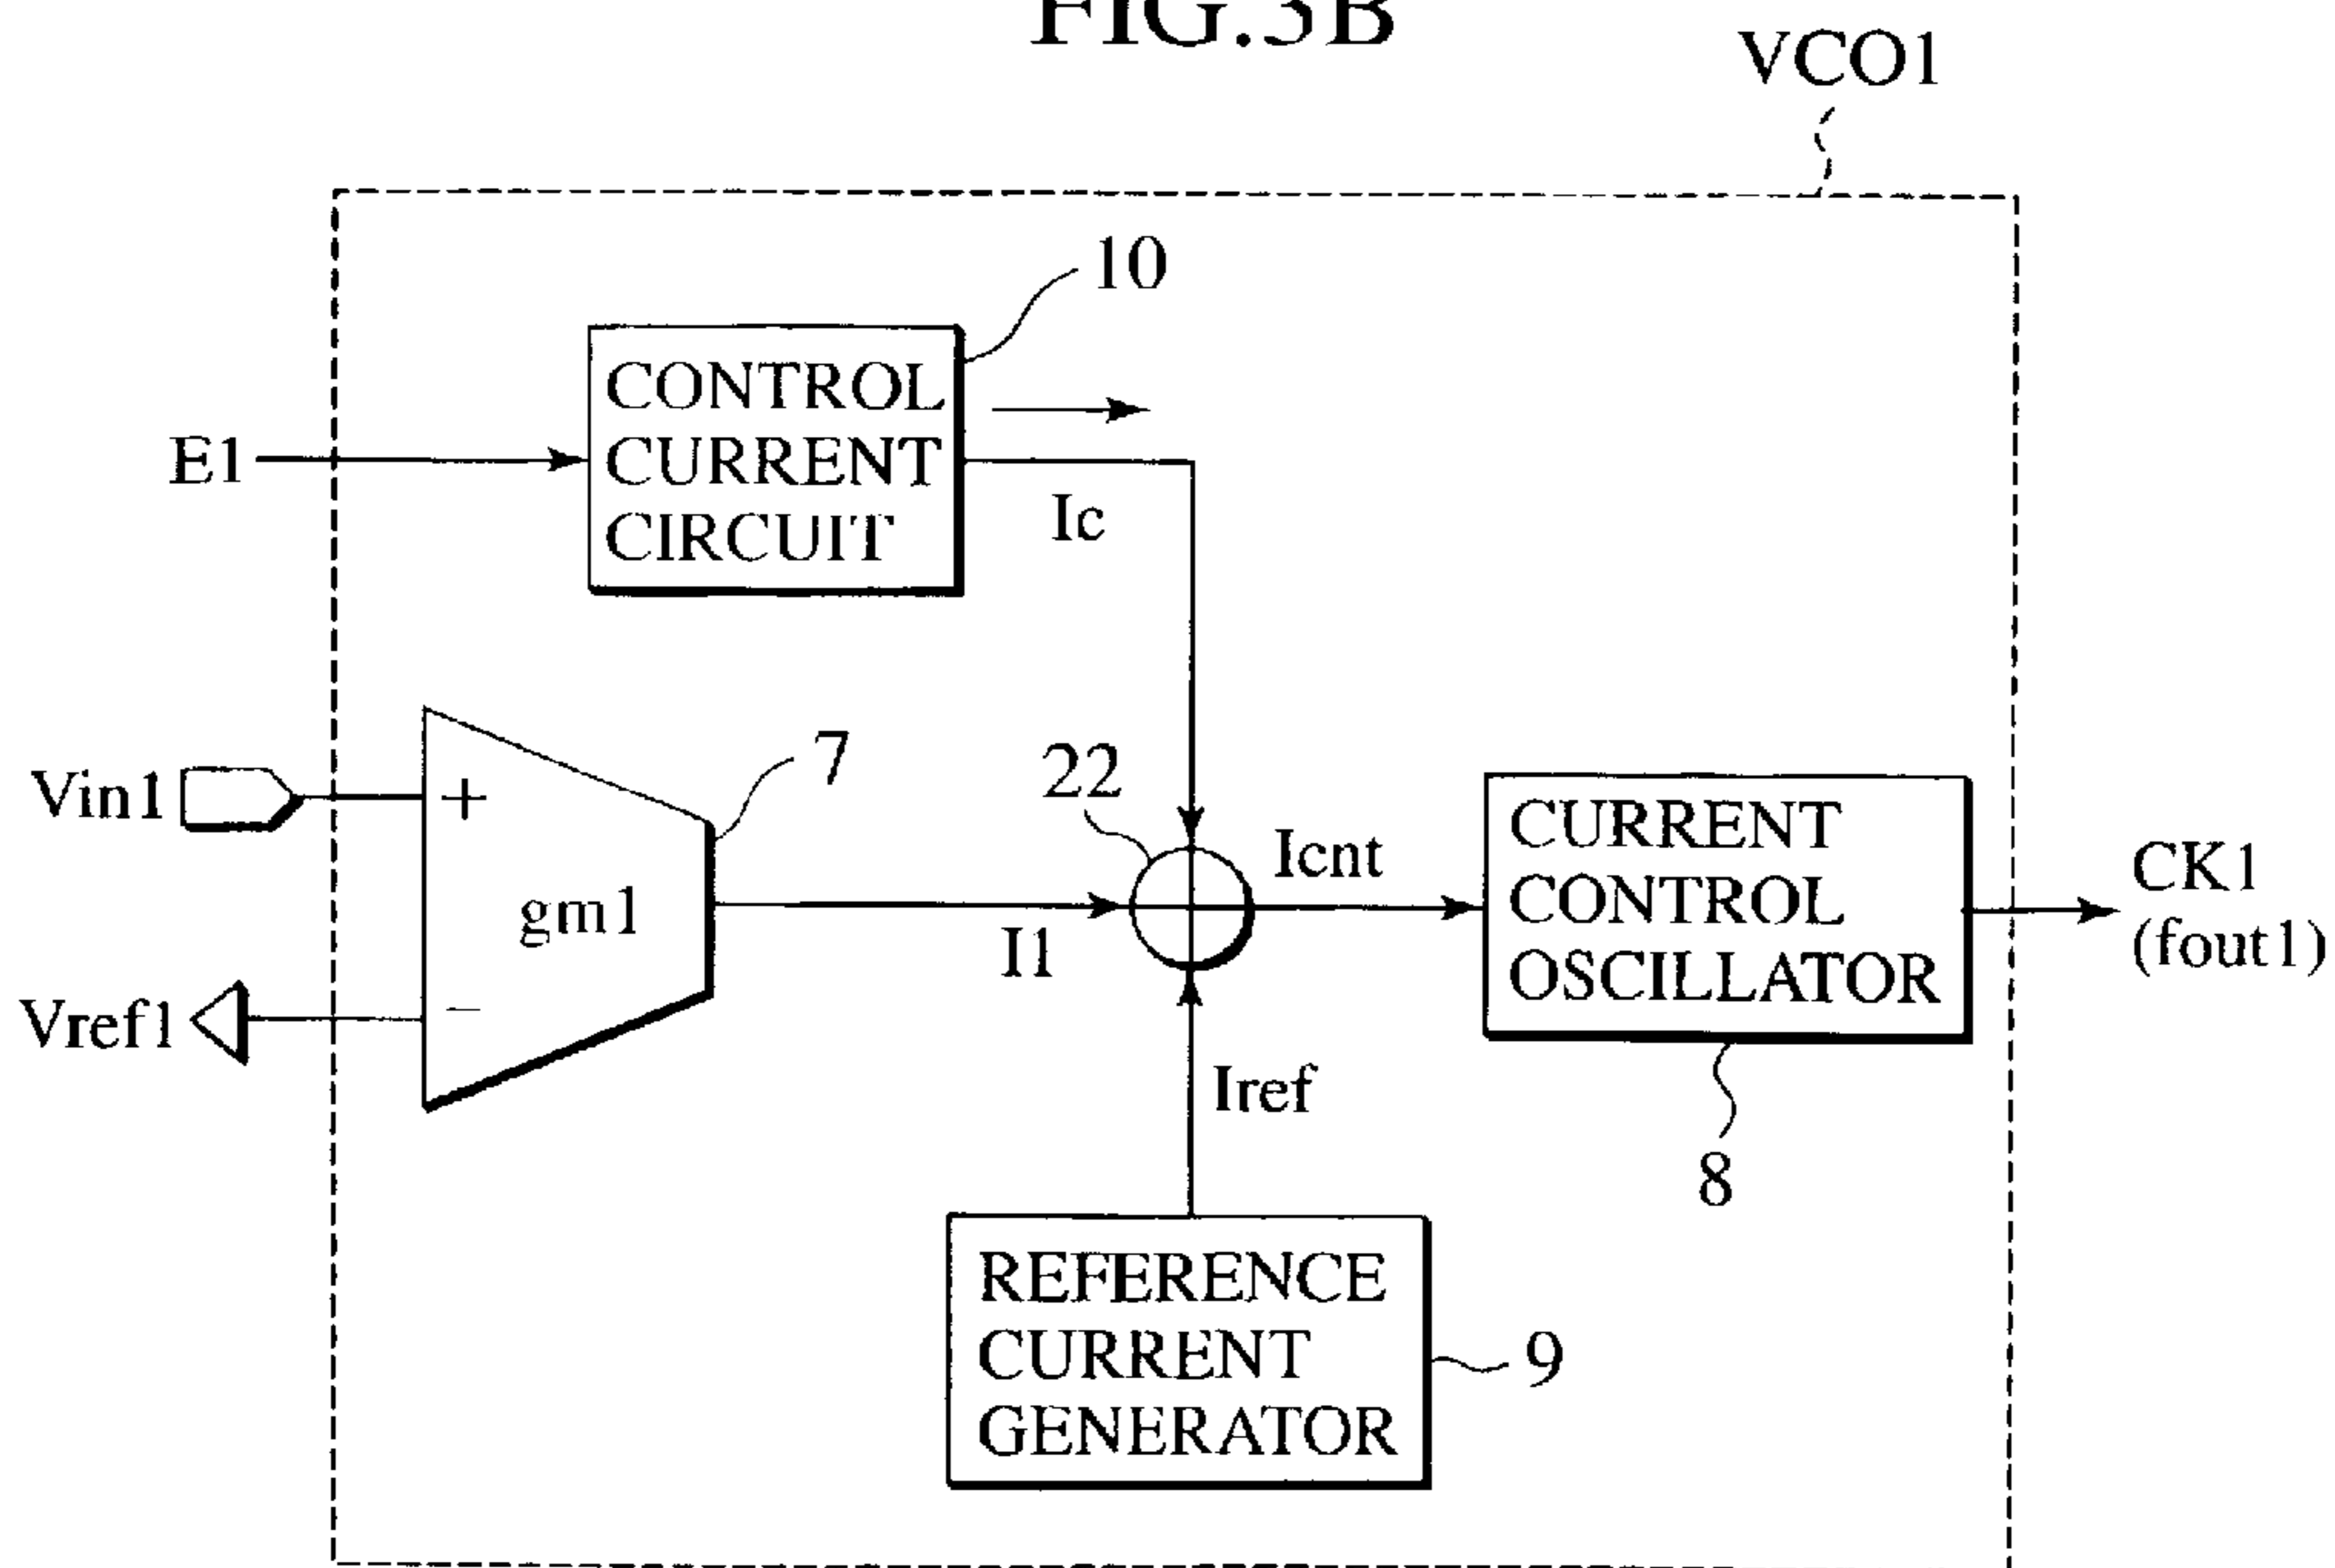 FIG.3B
VCO1
10
CONTROL
CURRENT
CIRCUIT
E1
Ic
Vin1
+
7
22
gm1
I1
Icnt
CURRENT
CONTROL
OSCILLATOR
CK1
(fout1)
Vref1
−
Iref
8
REFERENCE
CURRENT
GENERATOR
9